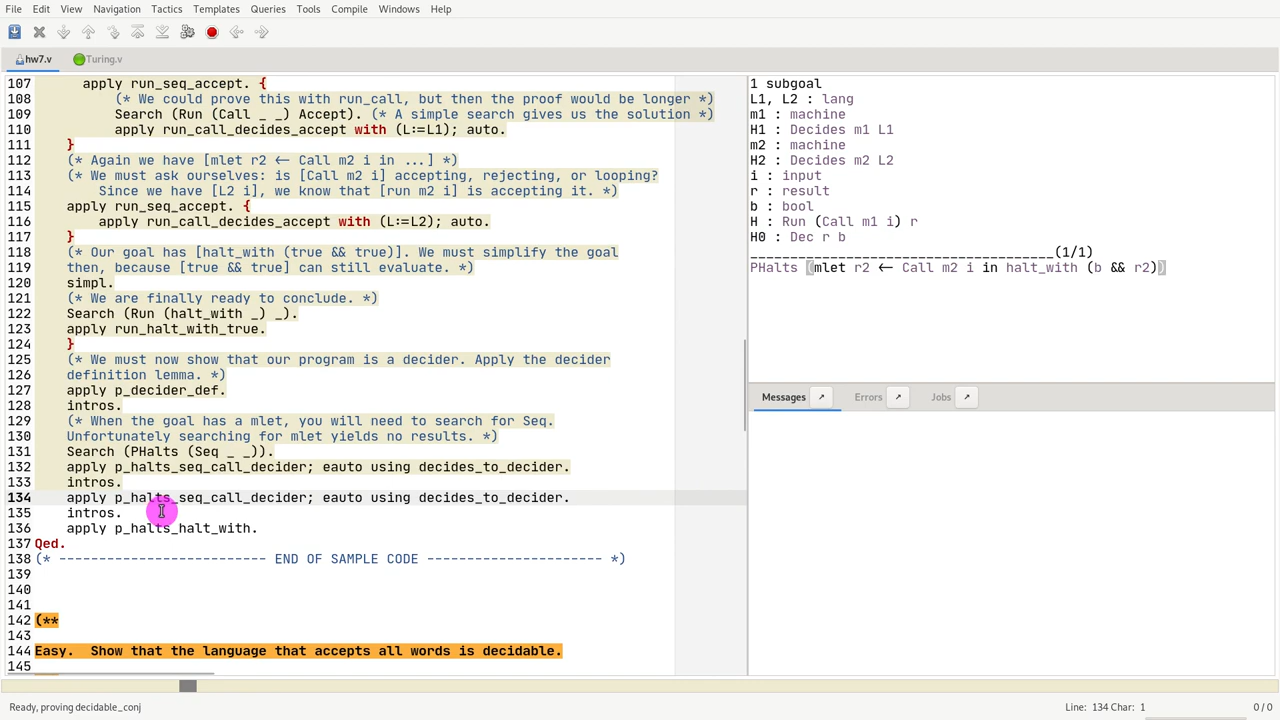 File Edit View Navigation Tactics Templates Queries Tools Compile Windows Help
hw7.v Turing.v
107 apply run_seq_accept. {
108 (* We could prove this with run_call, but then the proof would be longer *)
109 Search (Run (Call _ _) Accept). (* A simple search gives us the solution *)
110 apply run_call_decides_accept with (L:=L1); auto.
111 }
112 (* Again we have [mlet r2 <- Call m2 i in ...] *)
113 (* We must ask ourselves: is [Call m2 i] accepting, rejecting, or looping?
114 Since we have [L2 i], we know that [run m2 i] is accepting it. *)
115 apply run_seq_accept. {
116 apply run_call_decides_accept with (L:=L2); auto.
117 }
118 (* Our goal has [halt_with (true && true)]. We must simplify the goal
119 then, because [true && true] can still evaluate. *)
120 simpl.
121 (* We are finally ready to conclude. *)
122 Search (Run (halt_with _) _).
123 apply run_halt_with_true.
124 }
125 (* We must now show that our program is a decider. Apply the decider
126 definition lemma. *)
127 apply p_decider_def.
128 intros.
129 (* When the goal has a mlet, you will need to search for Seq.
130 Unfortunately searching for mlet yields no results. *)
131 Search (PHalts (Seq _ _)).
132 apply p_halts_seq_call_decider; eauto using decides_to_decider.
133 intros.
134 apply p_halts_seq_call_decider; eauto using decides_to_decider.
135 intros.
136 apply p_halts_halt_with.
137 Qed.
138 (* ------------------------- END OF SAMPLE CODE ---------------------- *)
139
140
141
142 (**
143
144 Easy. Show that the language that accepts all words is decidable.
145
1 subgoal
L1, L2 : lang
m1 : machine
H1 : Decides m1 L1
m2 : machine
H2 : Decides m2 L2
i : input
r : result
b : bool
H : Run (Call m1 i) r
H0 : Dec r b
______________________________________(1/1)
PHalts (mlet r2 <- Call m2 i in halt_with (b && r2))
Messages Errors Jobs
Ready, proving decidable_conj Line: 134 Char: 1 0 / 0